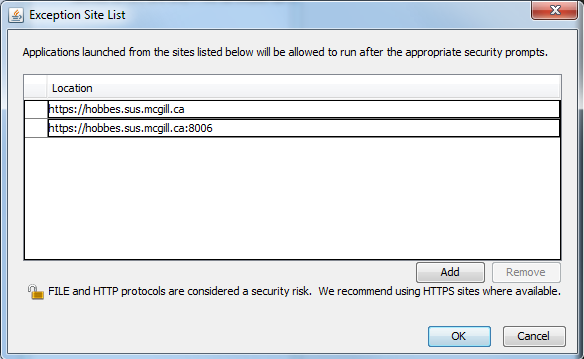 Exception Site List
Applications launched from the sites listed below will be allowed to run after the appropriate security prompts.
Location
https://hobbes.sus.mcgill.ca
https://hobbes.sus.mcgill.ca:8006
Add Remove
FILE and HTTP protocols are considered a security risk. We recommend using HTTPS sites where available.
OK Cancel